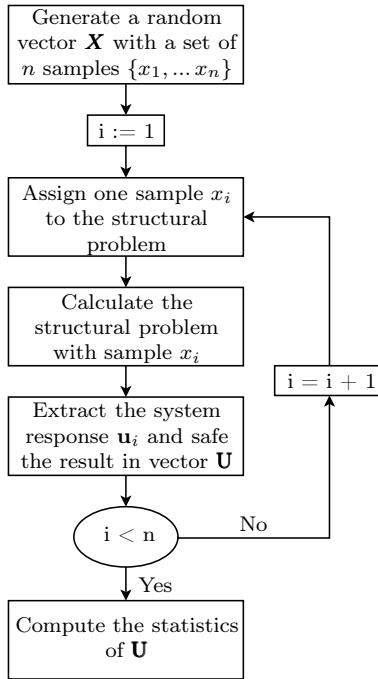 Generate a random
vector X with a set of
n samples {x₁, ... xₙ}
i := 1
Assign one sample xᵢ
to the structural
problem
Calculate the
structural problem
with sample xᵢ
i = i + 1
Extract the system
response uᵢ and safe
the result in vector U
i < n
No
Yes
Compute the statistics
of U